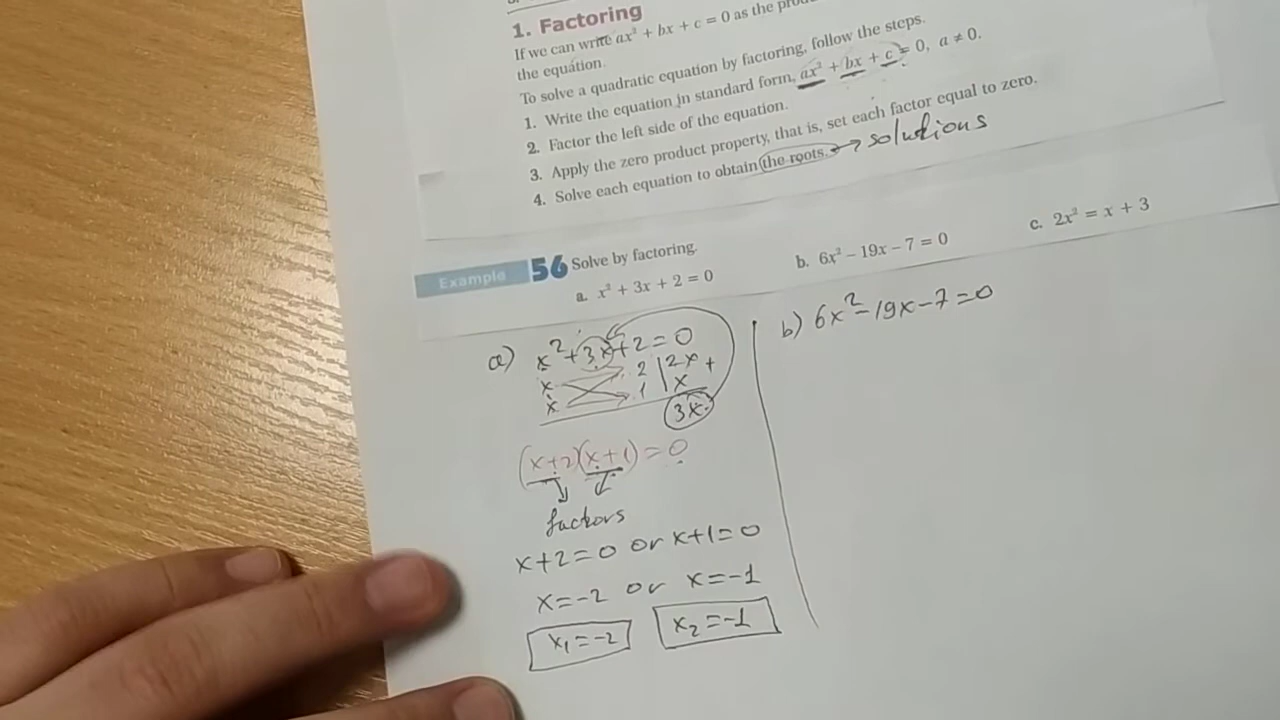 1. Factoring
If we can write ax² + bx + c = 0 as the
the equation.
To solve a quadratic equation by factoring, follow the steps.
1. Write the equation in standard form, ax² + bx + c = 0, a ≠ 0.
2. Factor the left side of the equation.
3. Apply the zero product property, that is, set each factor equal to zero.
4. Solve each equation to obtain the roots. → solutions
Example 56 Solve by factoring.
a. x² + 3x + 2 = 0
b. 6x² – 19x – 7 = 0
c. 2x² = x + 3
a) x² + 3x + 2 = 0
x 2 | 2x +
x 1 | x
3x
(x+2)(x+1) = 0
factors
x+2=0 or x+1=0
x=-2 or x=-1
x₁=-2 x₂=-1
b) 6x² - 19x - 7 = 0